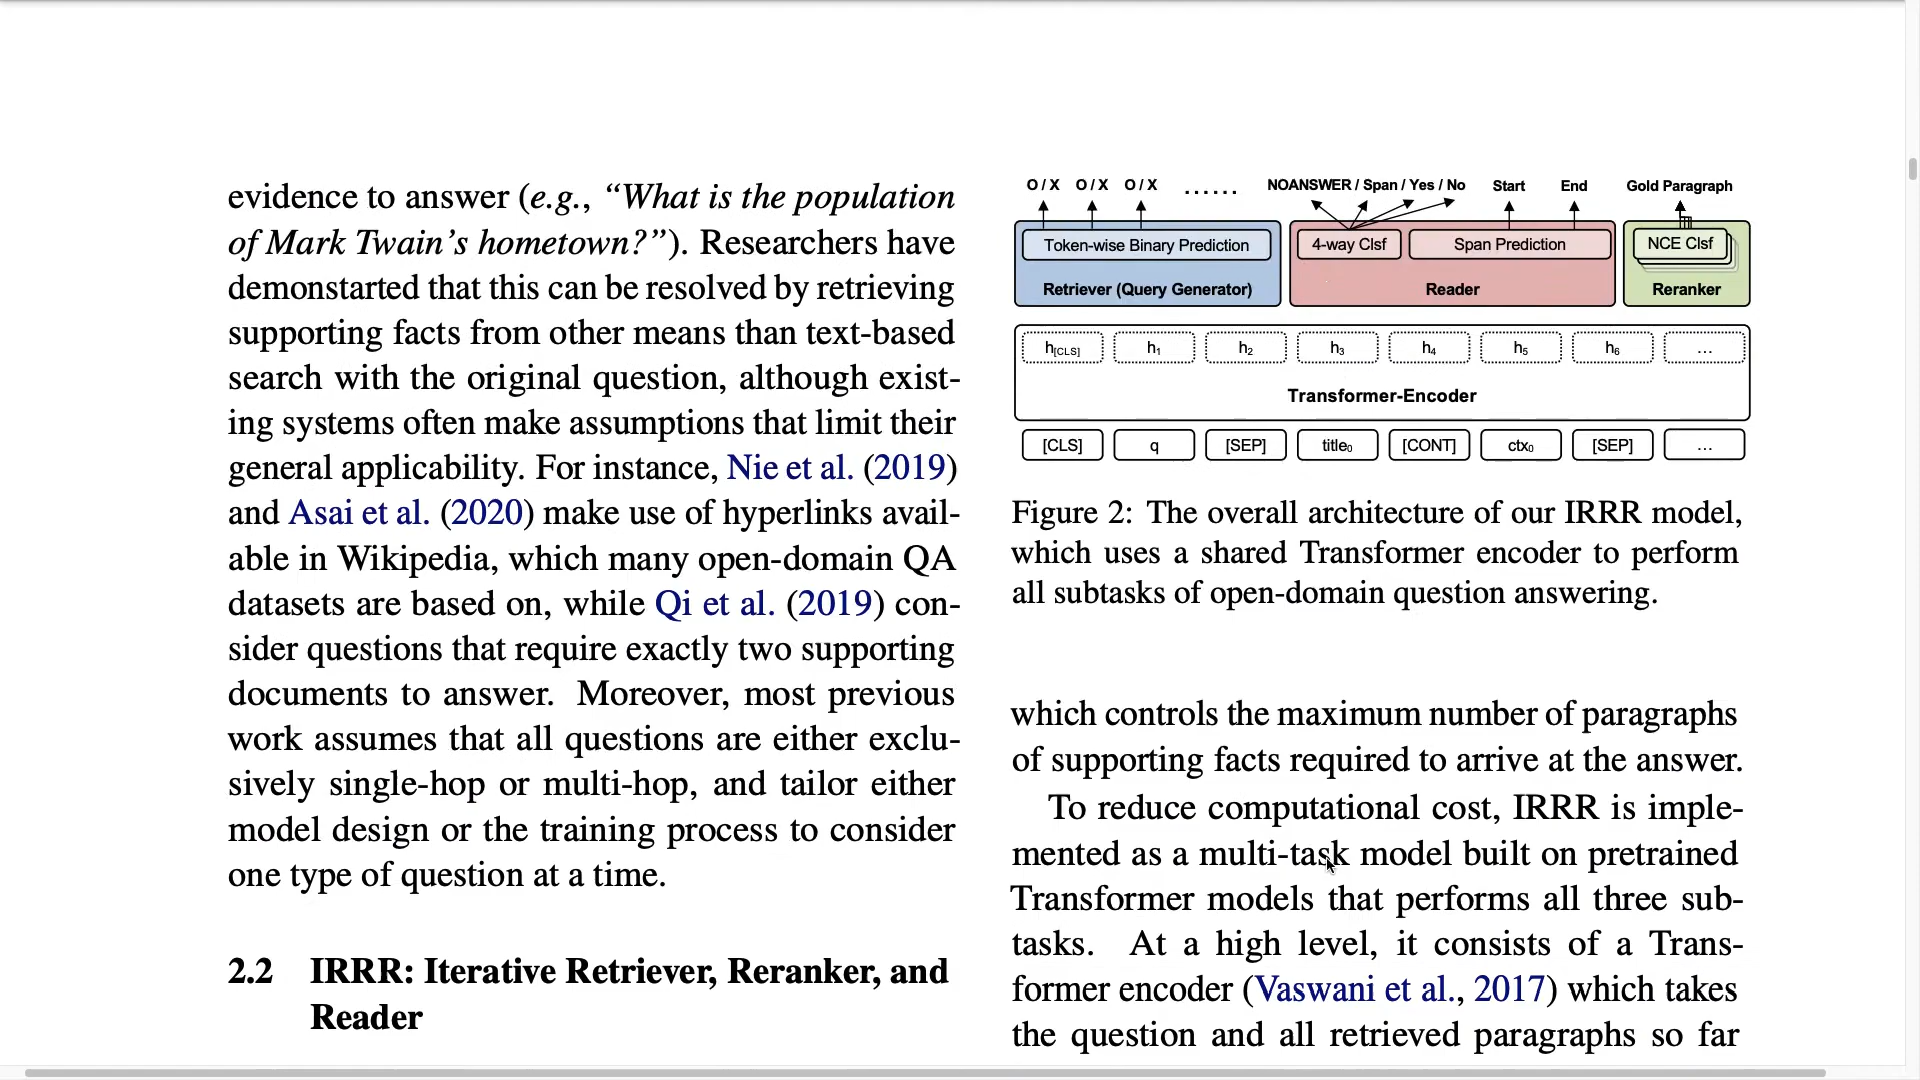 evidence to answer (e.g., “What is the population
of Mark Twain’s hometown?”). Researchers have
demonstarted that this can be resolved by retrieving
supporting facts from other means than text-based
search with the original question, although exist-
ing systems often make assumptions that limit their
general applicability. For instance, Nie et al. (2019)
and Asai et al. (2020) make use of hyperlinks avail-
able in Wikipedia, which many open-domain QA
datasets are based on, while Qi et al. (2019) con-
sider questions that require exactly two supporting
documents to answer. Moreover, most previous
work assumes that all questions are either exclu-
sively single-hop or multi-hop, and tailor either
model design or the training process to consider
one type of question at a time.
2.2 IRRR: Iterative Retriever, Reranker, and
Reader
O / X O / X O / X ...... NOANSWER / Span / Yes / No Start End Gold Paragraph
Token-wise Binary Prediction 4-way Clsf Span Prediction NCE Clsf
Retriever (Query Generator) Reader Reranker
h[CLS] h1 h2 h3 h4 h5 h6 ...
Transformer-Encoder
[CLS] q [SEP] title0 [CONT] ctx0 [SEP] ...
Figure 2: The overall architecture of our IRRR model,
which uses a shared Transformer encoder to perform
all subtasks of open-domain question answering.
which controls the maximum number of paragraphs
of supporting facts required to arrive at the answer.
To reduce computational cost, IRRR is imple-
mented as a multi-task model built on pretrained
Transformer models that performs all three sub-
tasks. At a high level, it consists of a Trans-
former encoder (Vaswani et al., 2017) which takes
the question and all retrieved paragraphs so far